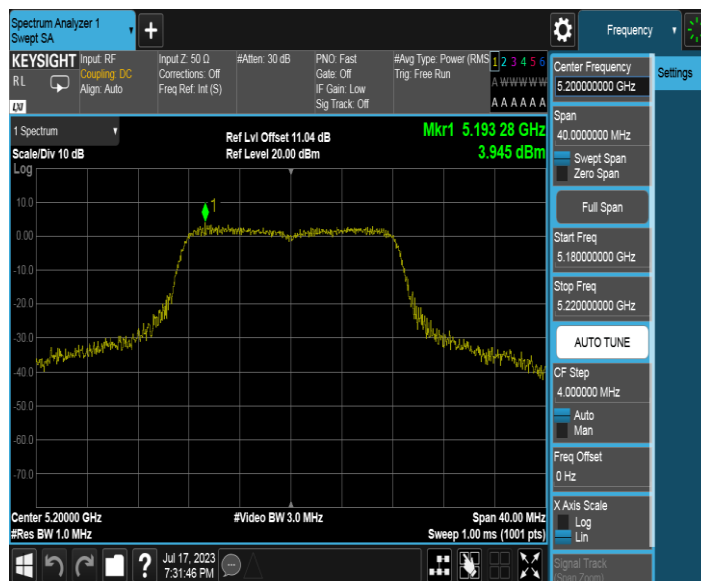 Spectrum Analyzer 1
Swept SA
+
Frequency
KEYSIGHT
Input: RF
Coupling: DC
Align: Auto
Input Z: 50 Ω
Corrections: Off
Freq Ref: Int (S)
#Atten: 30 dB
PNO: Fast
Gate: Off
IF Gain: Low
Sig Track: Off
#Avg Type: Power (RMS
Trig: Free Run
1 2 3 4 5 6
A W W W W W
A A A A A A
R L
LXI
1 Spectrum
Scale/Div 10 dB
Log
Ref Lvl Offset 11.04 dB
Ref Level 20.00 dBm
Mkr1 5.193 28 GHz
3.945 dBm
1
10.0
0.00
-10.0
-20.0
-30.0
-40.0
-50.0
-60.0
-70.0
Center 5.20000 GHz
#Res BW 1.0 MHz
#Video BW 3.0 MHz
Span 40.00 MHz
Sweep 1.00 ms (1001 pts)
?
Jul 17, 2023
7:31:46 PM
Center Frequency
5.20000000 GHz
Settings
Span
40.0000000 MHz
Swept Span
Zero Span
Full Span
Start Freq
5.180000000 GHz
Stop Freq
5.220000000 GHz
AUTO TUNE
CF Step
4.000000 MHz
Auto
Man
Freq Offset
0 Hz
X Axis Scale
Log
Lin
Signal Track
(Span Zoom)